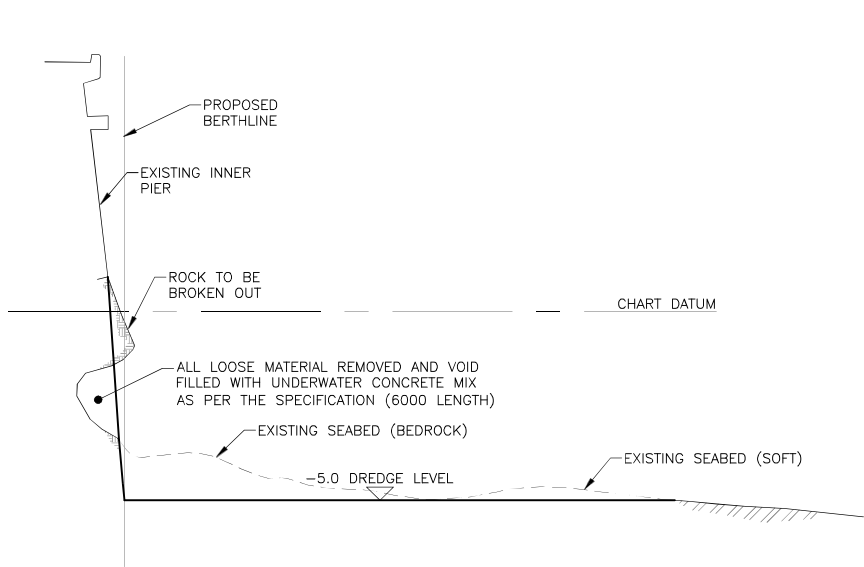 PROPOSED
BERTHLINE
EXISTING INNER
PIER
ROCK TO BE
BROKEN OUT
CHART DATUM
ALL LOOSE MATERIAL REMOVED AND VOID
FILLED WITH UNDERWATER CONCRETE MIX
AS PER THE SPECIFICATION (6000 LENGTH)
EXISTING SEABED (BEDROCK)
EXISTING SEABED (SOFT)
-5.0 DREDGE LEVEL